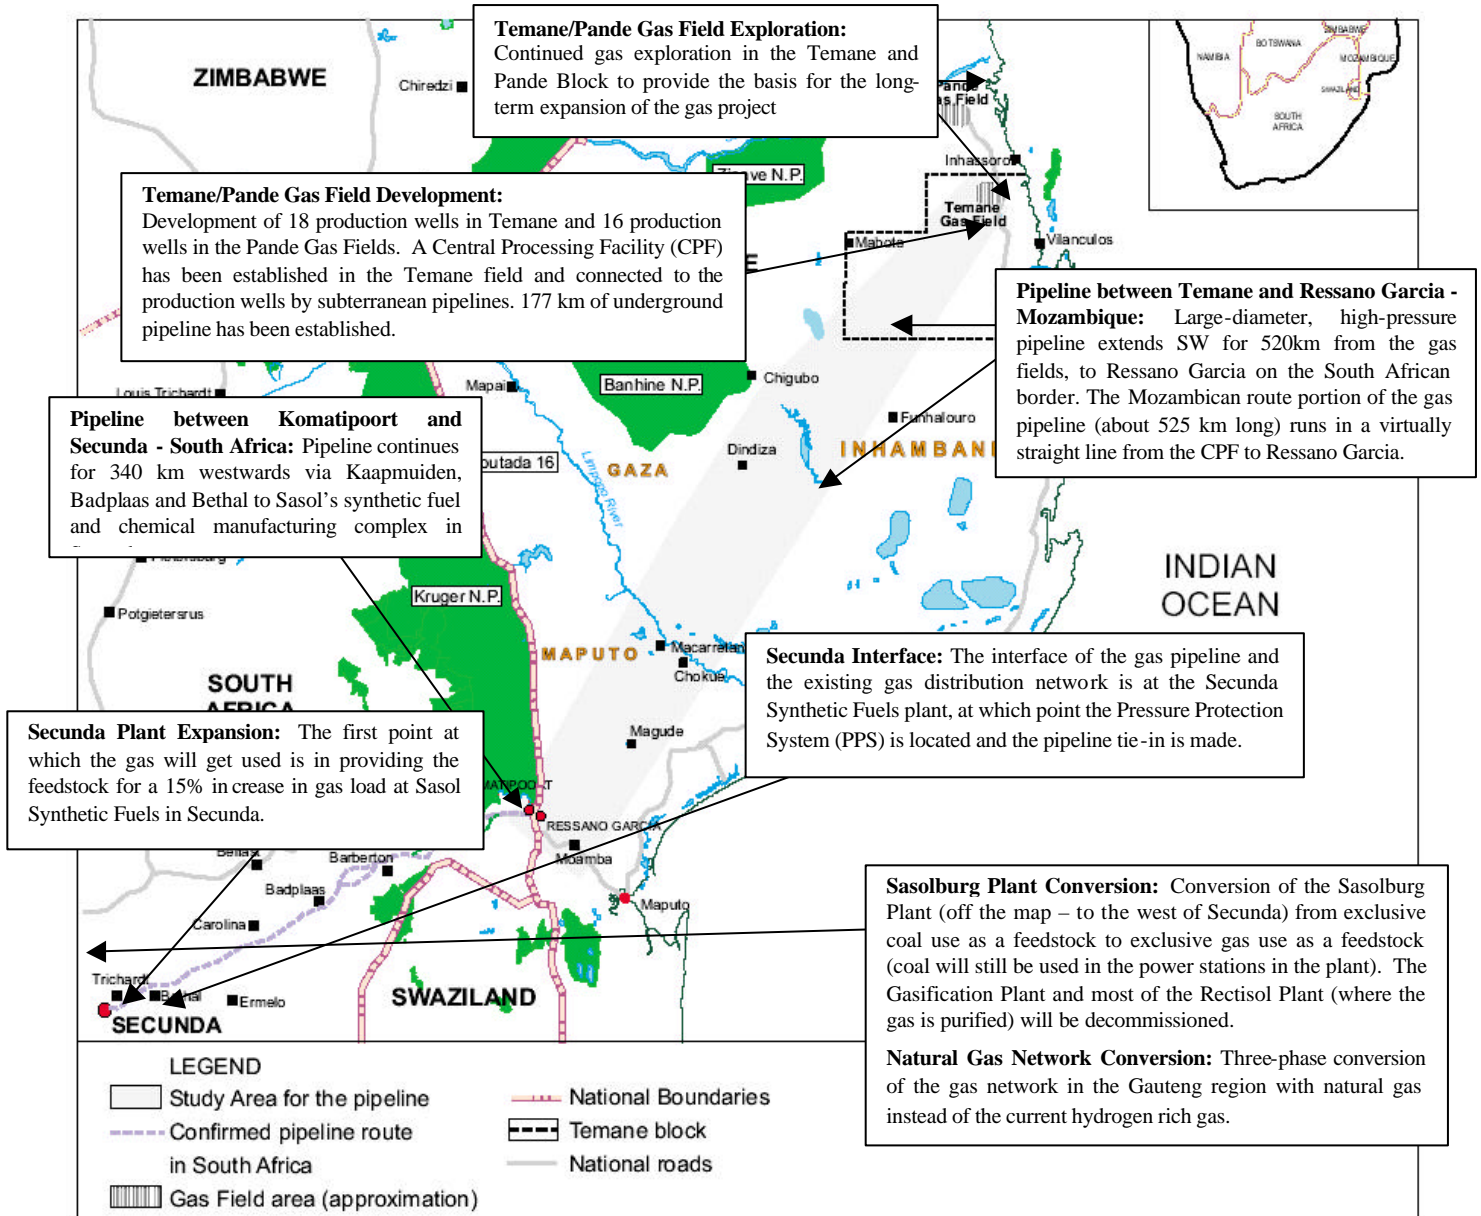 Temane/Pande Gas Field Exploration:
Continued gas exploration in the Temane and
Pande Block to provide the basis for the long-
term expansion of the gas project
ZIMBABWE
Chiredzi
Pande
Gas Field
Inhassoro
NAMIBIA
BOTSWANA
ZIMBABWE
MOZAMBIQUE
SWAZILAND
SOUTH
AFRICA
Temane/Pande Gas Field Development:
Development of 18 production wells in Temane and 16 production
wells in the Pande Gas Fields. A Central Processing Facility (CPF)
has been established in the Temane field and connected to the
production wells by subterranean pipelines. 177 km of underground
pipeline has been established.
N.P.
Temane
Gas Field
Mabote
Vilanculos
E
Pipeline between Temane and Ressano Garcia -
Mozambique: Large-diameter, high-pressure
pipeline extends SW for 520km from the gas
fields, to Ressano Garcia on the South African
border. The Mozambican route portion of the gas
pipeline (about 525 km long) runs in a virtually
straight line from the CPF to Ressano Garcia.
Louis Trichardt
Mapai
Banhine N.P.
Chigubo
Funhalouro
Dindiza
INHAMBAN
GAZA
outada 16
Limpopo River
Pipeline between Komatipoort and
Secunda - South Africa: Pipeline continues
for 340 km westwards via Kaapmuiden,
Badplaas and Bethal to Sasol's synthetic fuel
and chemical manufacturing complex in
Potgietersrus
Kruger N.P.
INDIAN
OCEAN
MAPUTO
Macarretane
Chokue
Magude
SOUTH
AFRICA
Secunda Interface: The interface of the gas pipeline and
the existing gas distribution network is at the Secunda
Synthetic Fuels plant, at which point the Pressure Protection
System (PPS) is located and the pipeline tie-in is made.
Secunda Plant Expansion: The first point at
which the gas will get used is in providing the
feedstock for a 15% increase in gas load at Sasol
Synthetic Fuels in Secunda.
MATIPOORT
RESSANO GARCIA
Moamba
Maputo
Belfast
Barberton
Badplaas
Carolina
Trichardt
Bethal
Ermelo
SECUNDA
SWAZILAND
Sasolburg Plant Conversion: Conversion of the Sasolburg
Plant (off the map – to the west of Secunda) from exclusive
coal use as a feedstock to exclusive gas use as a feedstock
(coal will still be used in the power stations in the plant). The
Gasification Plant and most of the Rectisol Plant (where the
gas is purified) will be decommissioned.
Natural Gas Network Conversion: Three-phase conversion
of the gas network in the Gauteng region with natural gas
instead of the current hydrogen rich gas.
LEGEND
Study Area for the pipeline
Confirmed pipeline route
in South Africa
Gas Field area (approximation)
National Boundaries
Temane block
National roads